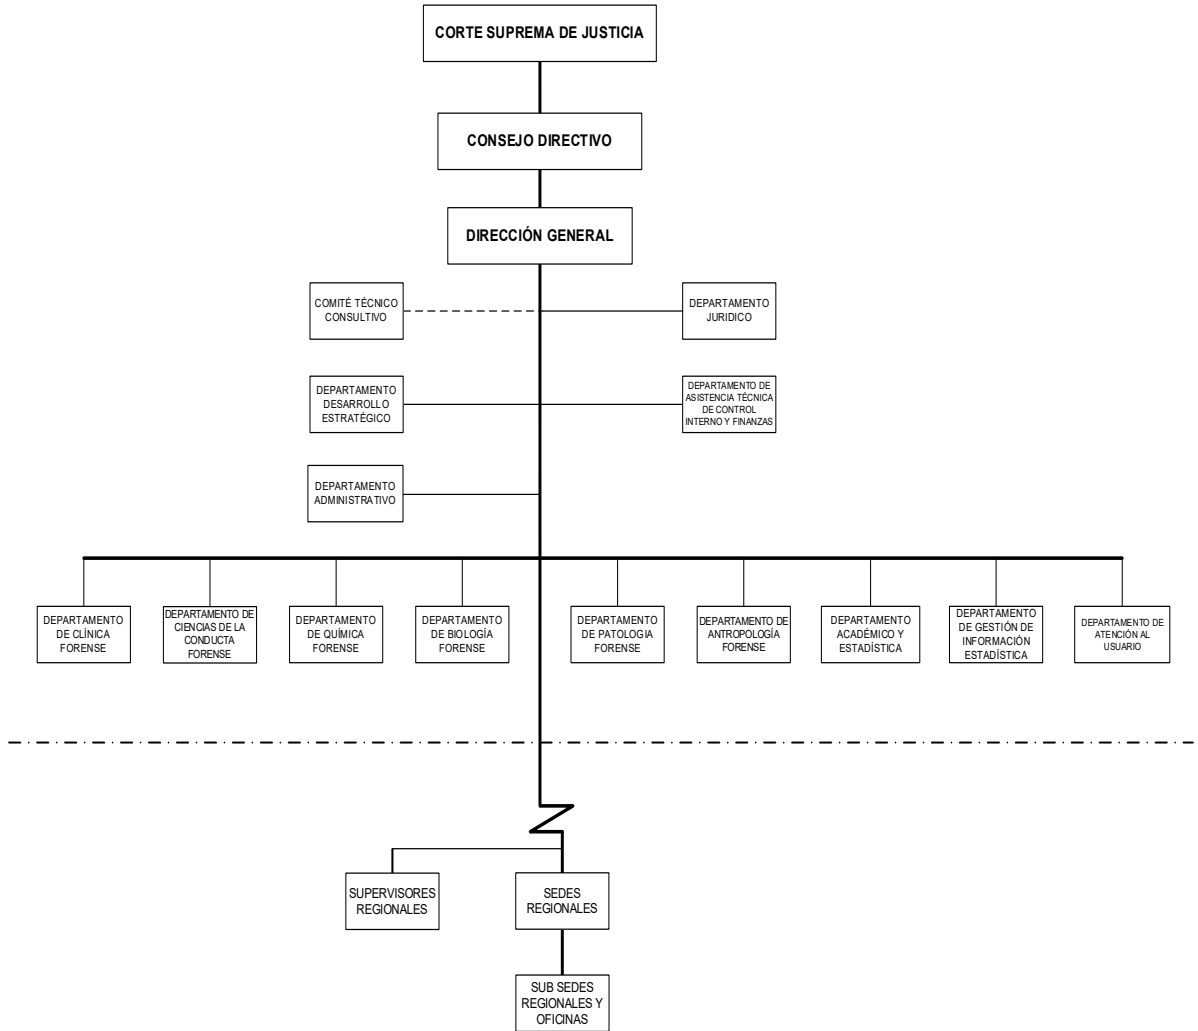 CORTE SUPREMA DE JUSTICIA
CONSEJO DIRECTIVO
DIRECCIÓN GENERAL
COMITÉ TÉCNICO
CONSULTIVO
DEPARTAMENTO
JURIDICO
DEPARTAMENTO
DESARROLLO
ESTRATÉGICO
DEPARTAMENTO DE
ASISTENCIA TÉCNICA
DE CONTROL
INTERNO Y FINANZAS
DEPARTAMENTO
ADMINISTRATIVO
DEPARTAMENTO
DE CLÍNICA
FORENSE
DEPARTAMENTO DE
CIENCIAS DE LA
CONDUCTA
FORENSE
DEPARTAMENTO
DE QUÍMICA
FORENSE
DEPARTAMENTO
DE BIOLOGÍA
FORENSE
DEPARTAMENTO
DE PATOLOGIA
FORENSE
DEPARTAMENTO DE
ANTROPOLOGÍA
FORENSE
DEPARTAMENTO
ACADÉMICO Y
ESTADÍSTICA
DEPARTAMENTO
DE GESTIÓN DE
INFORMACIÓN
ESTADÍSTICA
DEPARTAMENTO DE
ATENCIÓN AL
USUARIO
SUPERVISORES
REGIONALES
SEDES
REGIONALES
SUB SEDES
REGIONALES Y
OFICINAS